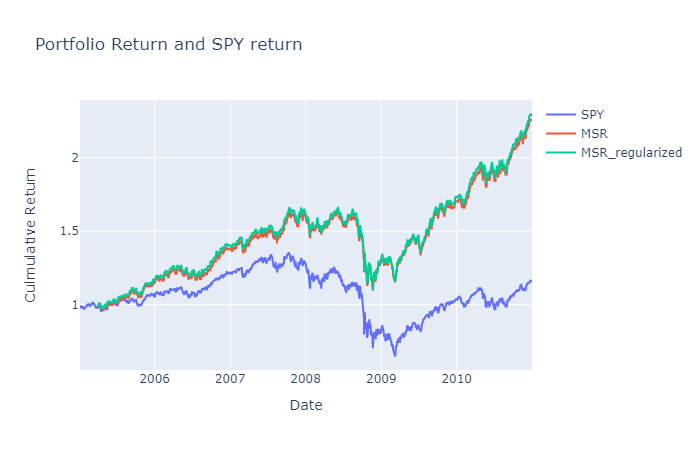 Portfolio Return and SPY return
SPY
MSR
MSR_regularized
Cumulative Return
2
1.5
1
2006 2007 2008 2009 2010
Date